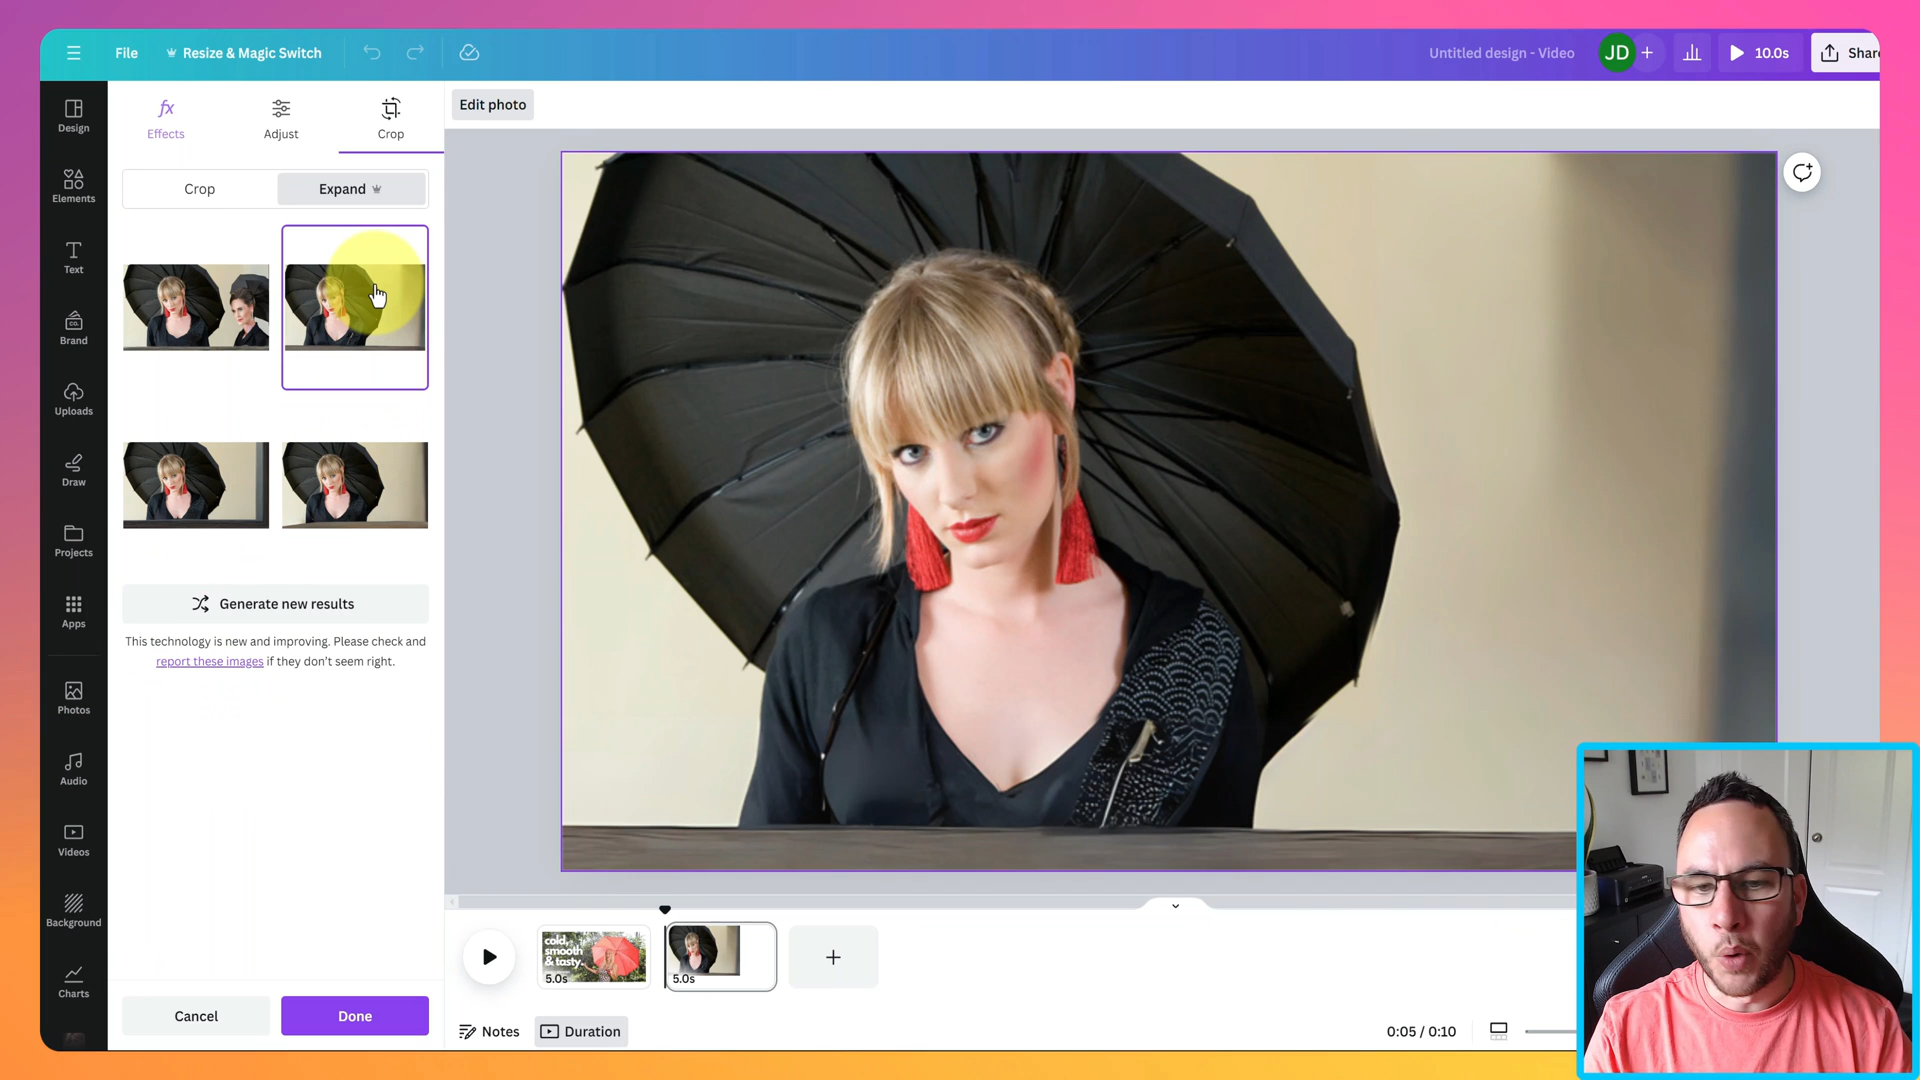 File
Resize & Magic Switch
Untitled design - Video
JD
10.0s
Share
Design
Elements
Text
CO.
Brand
Uploads
Draw
Projects
Apps
Photos
Audio
Videos
Background
Charts
fx
Effects
Adjust
Crop
Crop
Expand
Generate new results
This technology is new and improving. Please check and
report these images if they don't seem right.
Cancel
Done
Edit photo
cold,
smooth
& tasty.
5.0s
5.0s
Notes
Duration
0:05 / 0:10